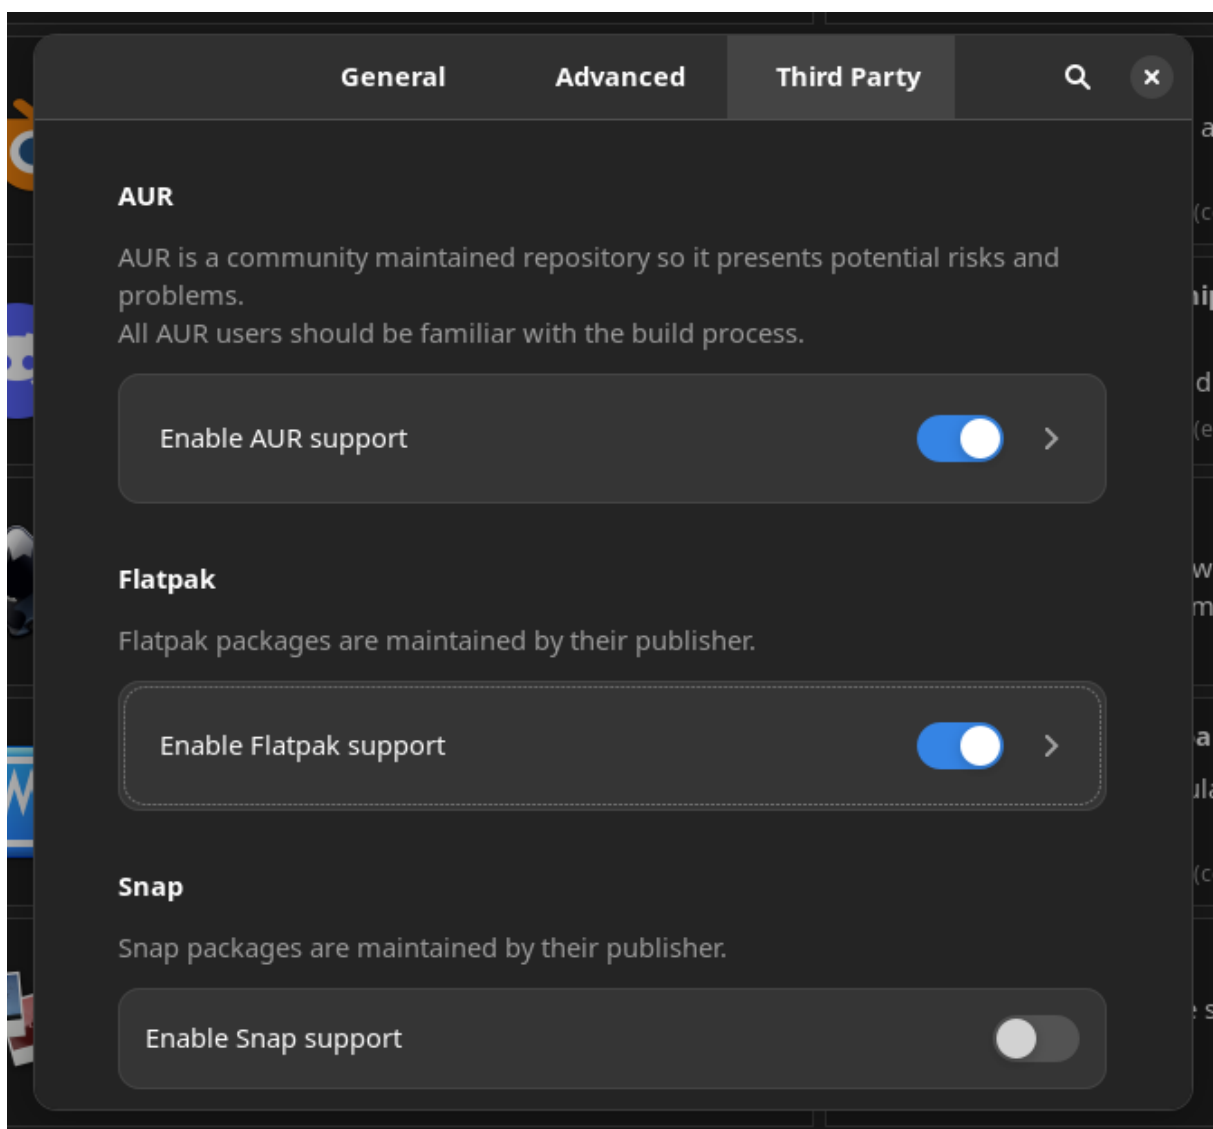 General
Advanced
Third Party
AUR
AUR is a community maintained repository so it presents potential risks and
problems.
All AUR users should be familiar with the build process.
Enable AUR support
Flatpak
Flatpak packages are maintained by their publisher.
Enable Flatpak support
Snap
Snap packages are maintained by their publisher.
Enable Snap support